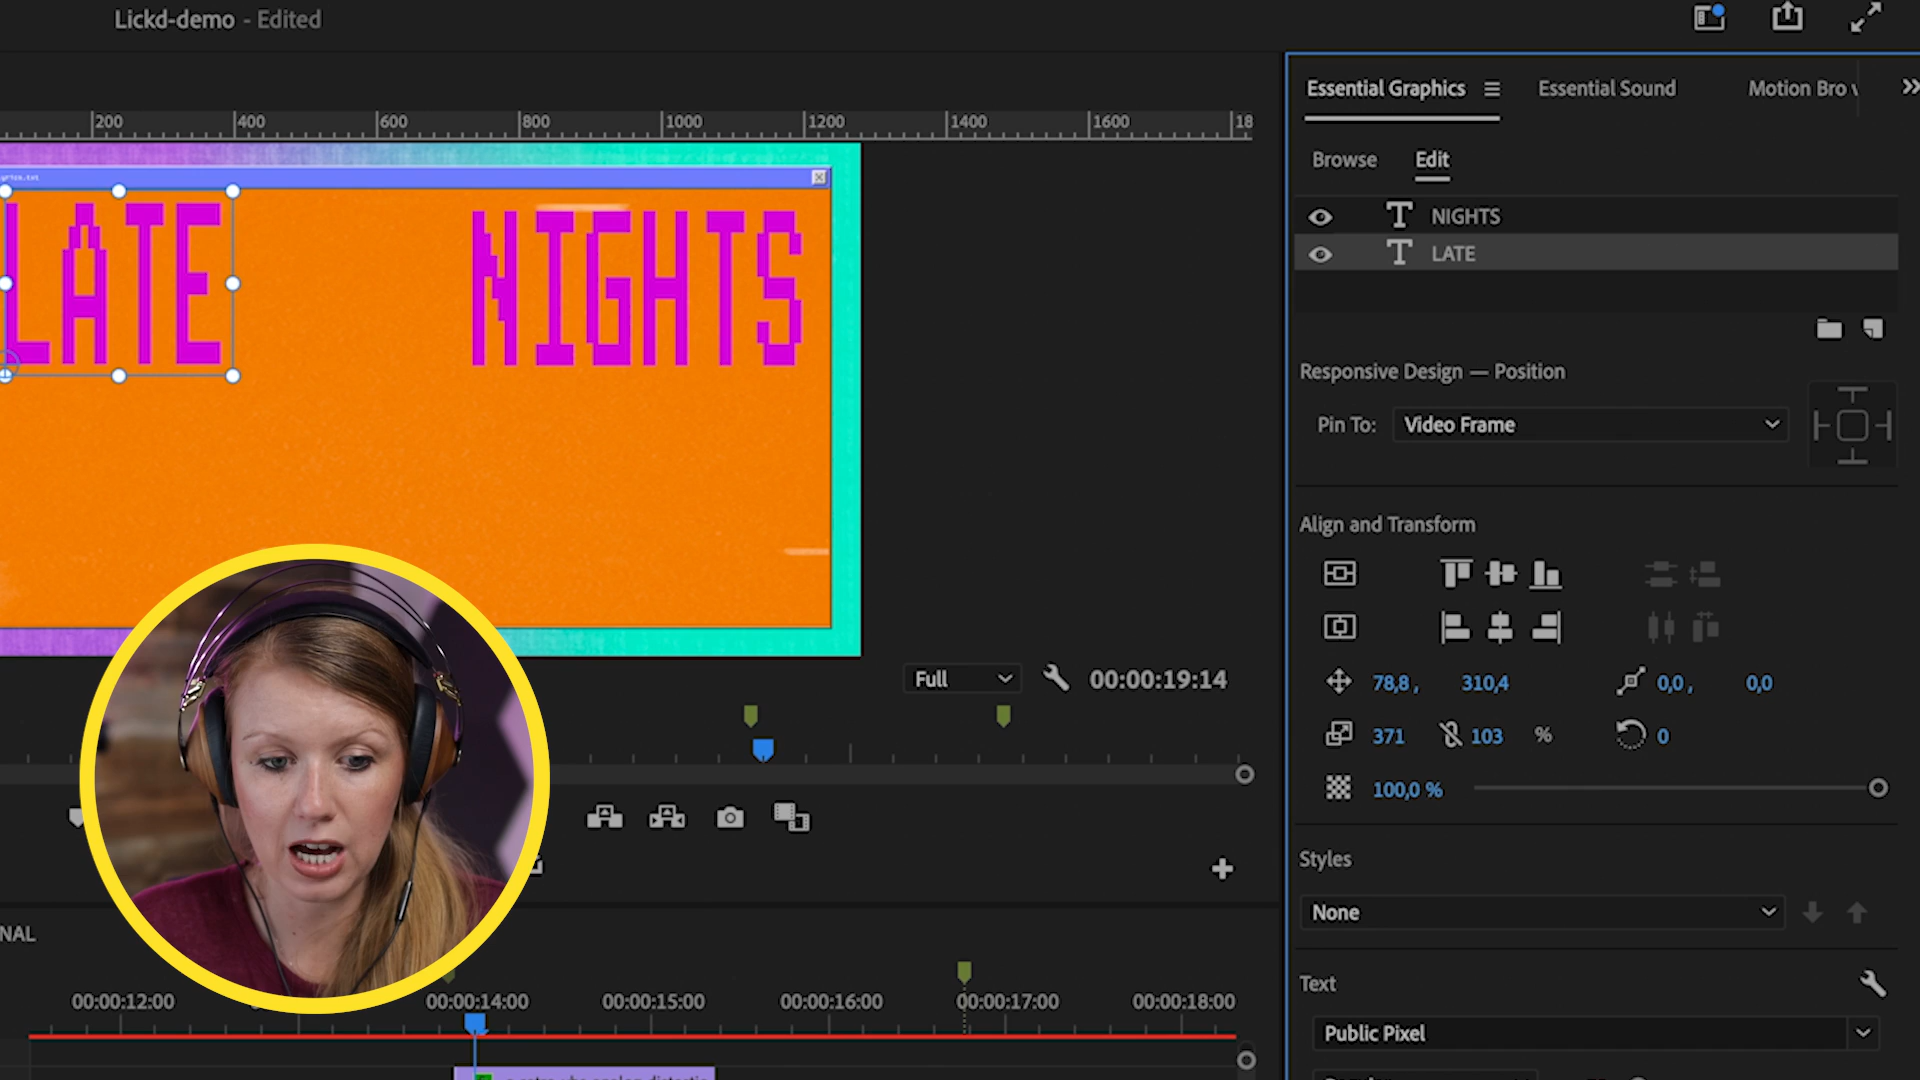 Lickd-demo - Edited
Essential Graphics
Essential Sound
Motion Bro
200 400 600 800 1000 1200 1400 1600 18
Browse Edit
LATE NIGHTS
NIGHTS
LATE
Responsive Design — Position
Pin To: Video Frame
Align and Transform
Full 00:00:19:14
78,8 , 310,4 0,0 , 0,0
371 103 % 0
100,0 %
Styles
None
NAL
Text
00:00:12:00 00:00:14:00 00:00:15:00 00:00:16:00 00:00:17:00 00:00:18:00
Public Pixel